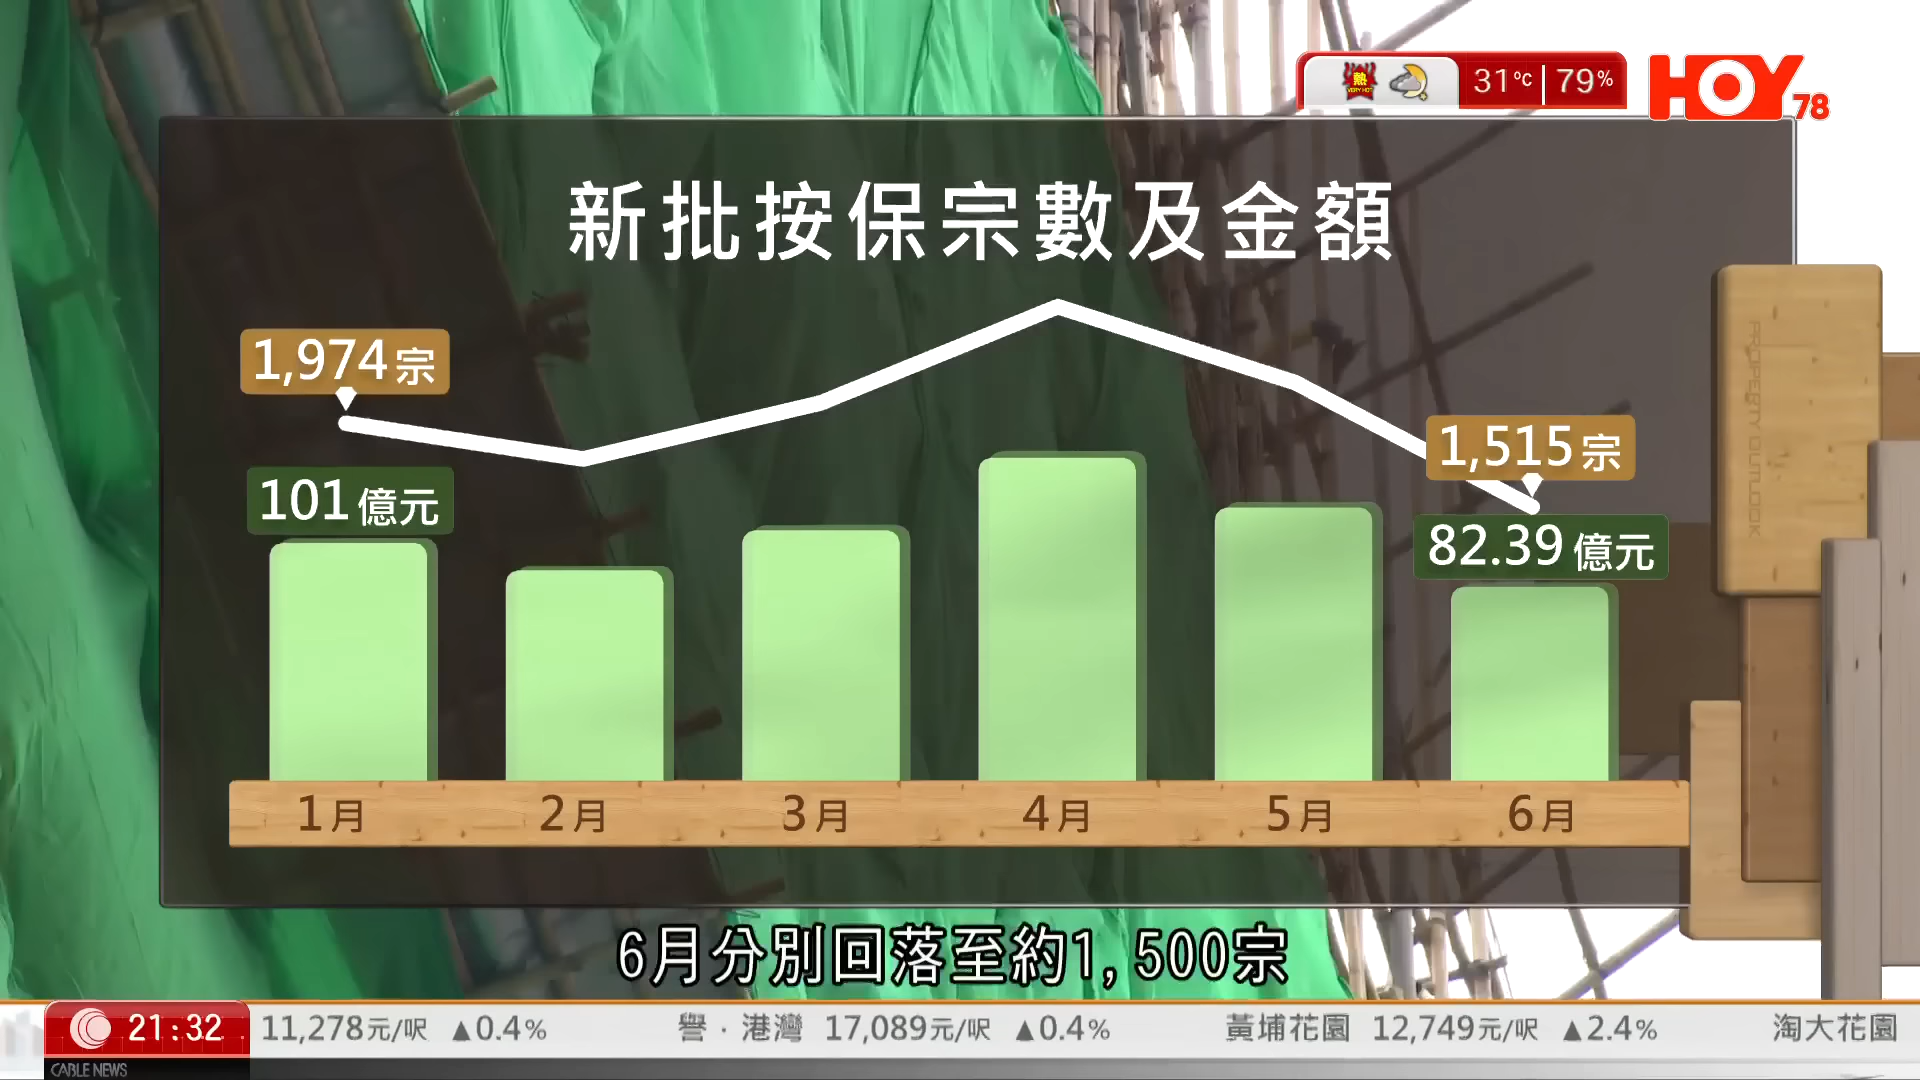 熱
VERY HOT
31°C 79%
HOY 78
新批按保宗數及金額
1,974宗
101億元
1,515宗
82.39億元
PROPERTY OUTLOOK
1月 2月 3月 4月 5月 6月
6月分別回落至約1,500宗
21:32 11,278元/呎 ▲0.4% 譽·港灣 17,089元/呎 ▲0.4% 黃埔花園 12,749元/呎 ▲2.4% 淘大花園
CABLE NEWS